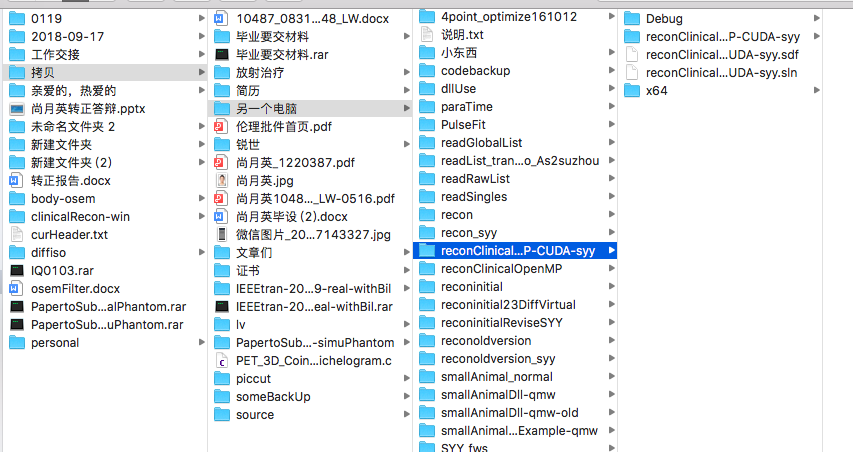 0119
2018-09-17
工作交接
拷贝
亲爱的，热爱的
尚月英转正答辩.pptx
未命名文件夹 2
新建文件夹
新建文件夹 (2)
转正报告.docx
body-osem
clinicalRecon-win
curHeader.txt
diffiso
IQ0103.rar
osemFilter.docx
PapertoSub...alPhantom.rar
PapertoSub...uPhantom.rar
personal
10487_0831...48_LW.docx
毕业要交材料
毕业要交材料.rar
放射治疗
简历
另一个电脑
伦理批件首页.pdf
锐世
尚月英_1220387.pdf
尚月英.jpg
尚月英1048..._LW-0516.pdf
尚月英毕设 (2).docx
微信图片_20...7143327.jpg
文章们
证书
IEEEtran-20...9-real-withBil
IEEEtran-20...eal-withBil.rar
lv
PapertoSub...-simuPhantom
PET_3D_Coin...ichelogram.c
piccut
someBackUp
source
4point_optimize161012
说明.txt
小东西
codebackup
dllUse
paraTime
PulseFit
readGlobalList
readList_tran...o_As2suzhou
readRawList
readSingles
recon
recon_syy
reconClinical...P-CUDA-syy
reconClinicalOpenMP
reconinitial
reconinitial23DiffVirtual
reconinitialReviseSYY
reconoldversion
reconoldversion_syy
smallAnimal_normal
smallAnimalDll-qmw
smallAnimalDll-qmw-old
smallAnimal...Example-qmw
SYY_fws
Debug
reconClinical...P-CUDA-syy
reconClinical...UDA-syy.sdf
reconClinical...UDA-syy.sln
x64